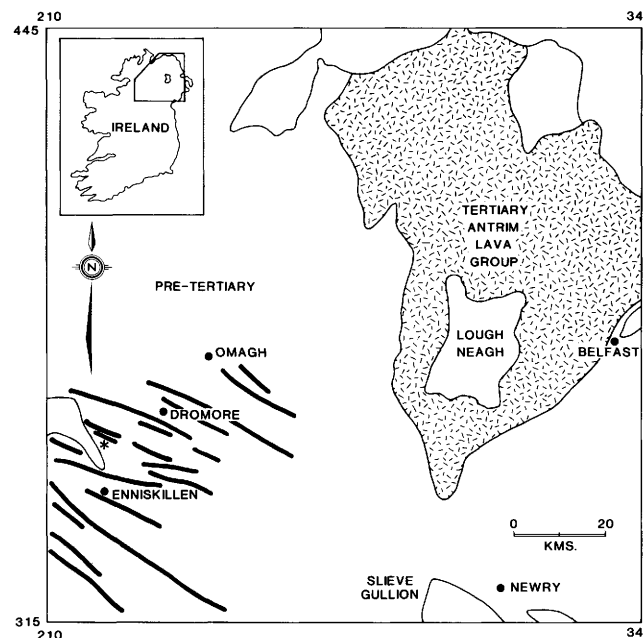 210
34
445
IRELAND
N
PRE-TERTIARY
TERTIARY
ANTRIM
LAVA
GROUP
LOUGH
NEAGH
BELFAST
OMAGH
DROMORE
*
ENNISKILLEN
0 20
KMS.
SLIEVE
GULLION
NEWRY
315
210
34